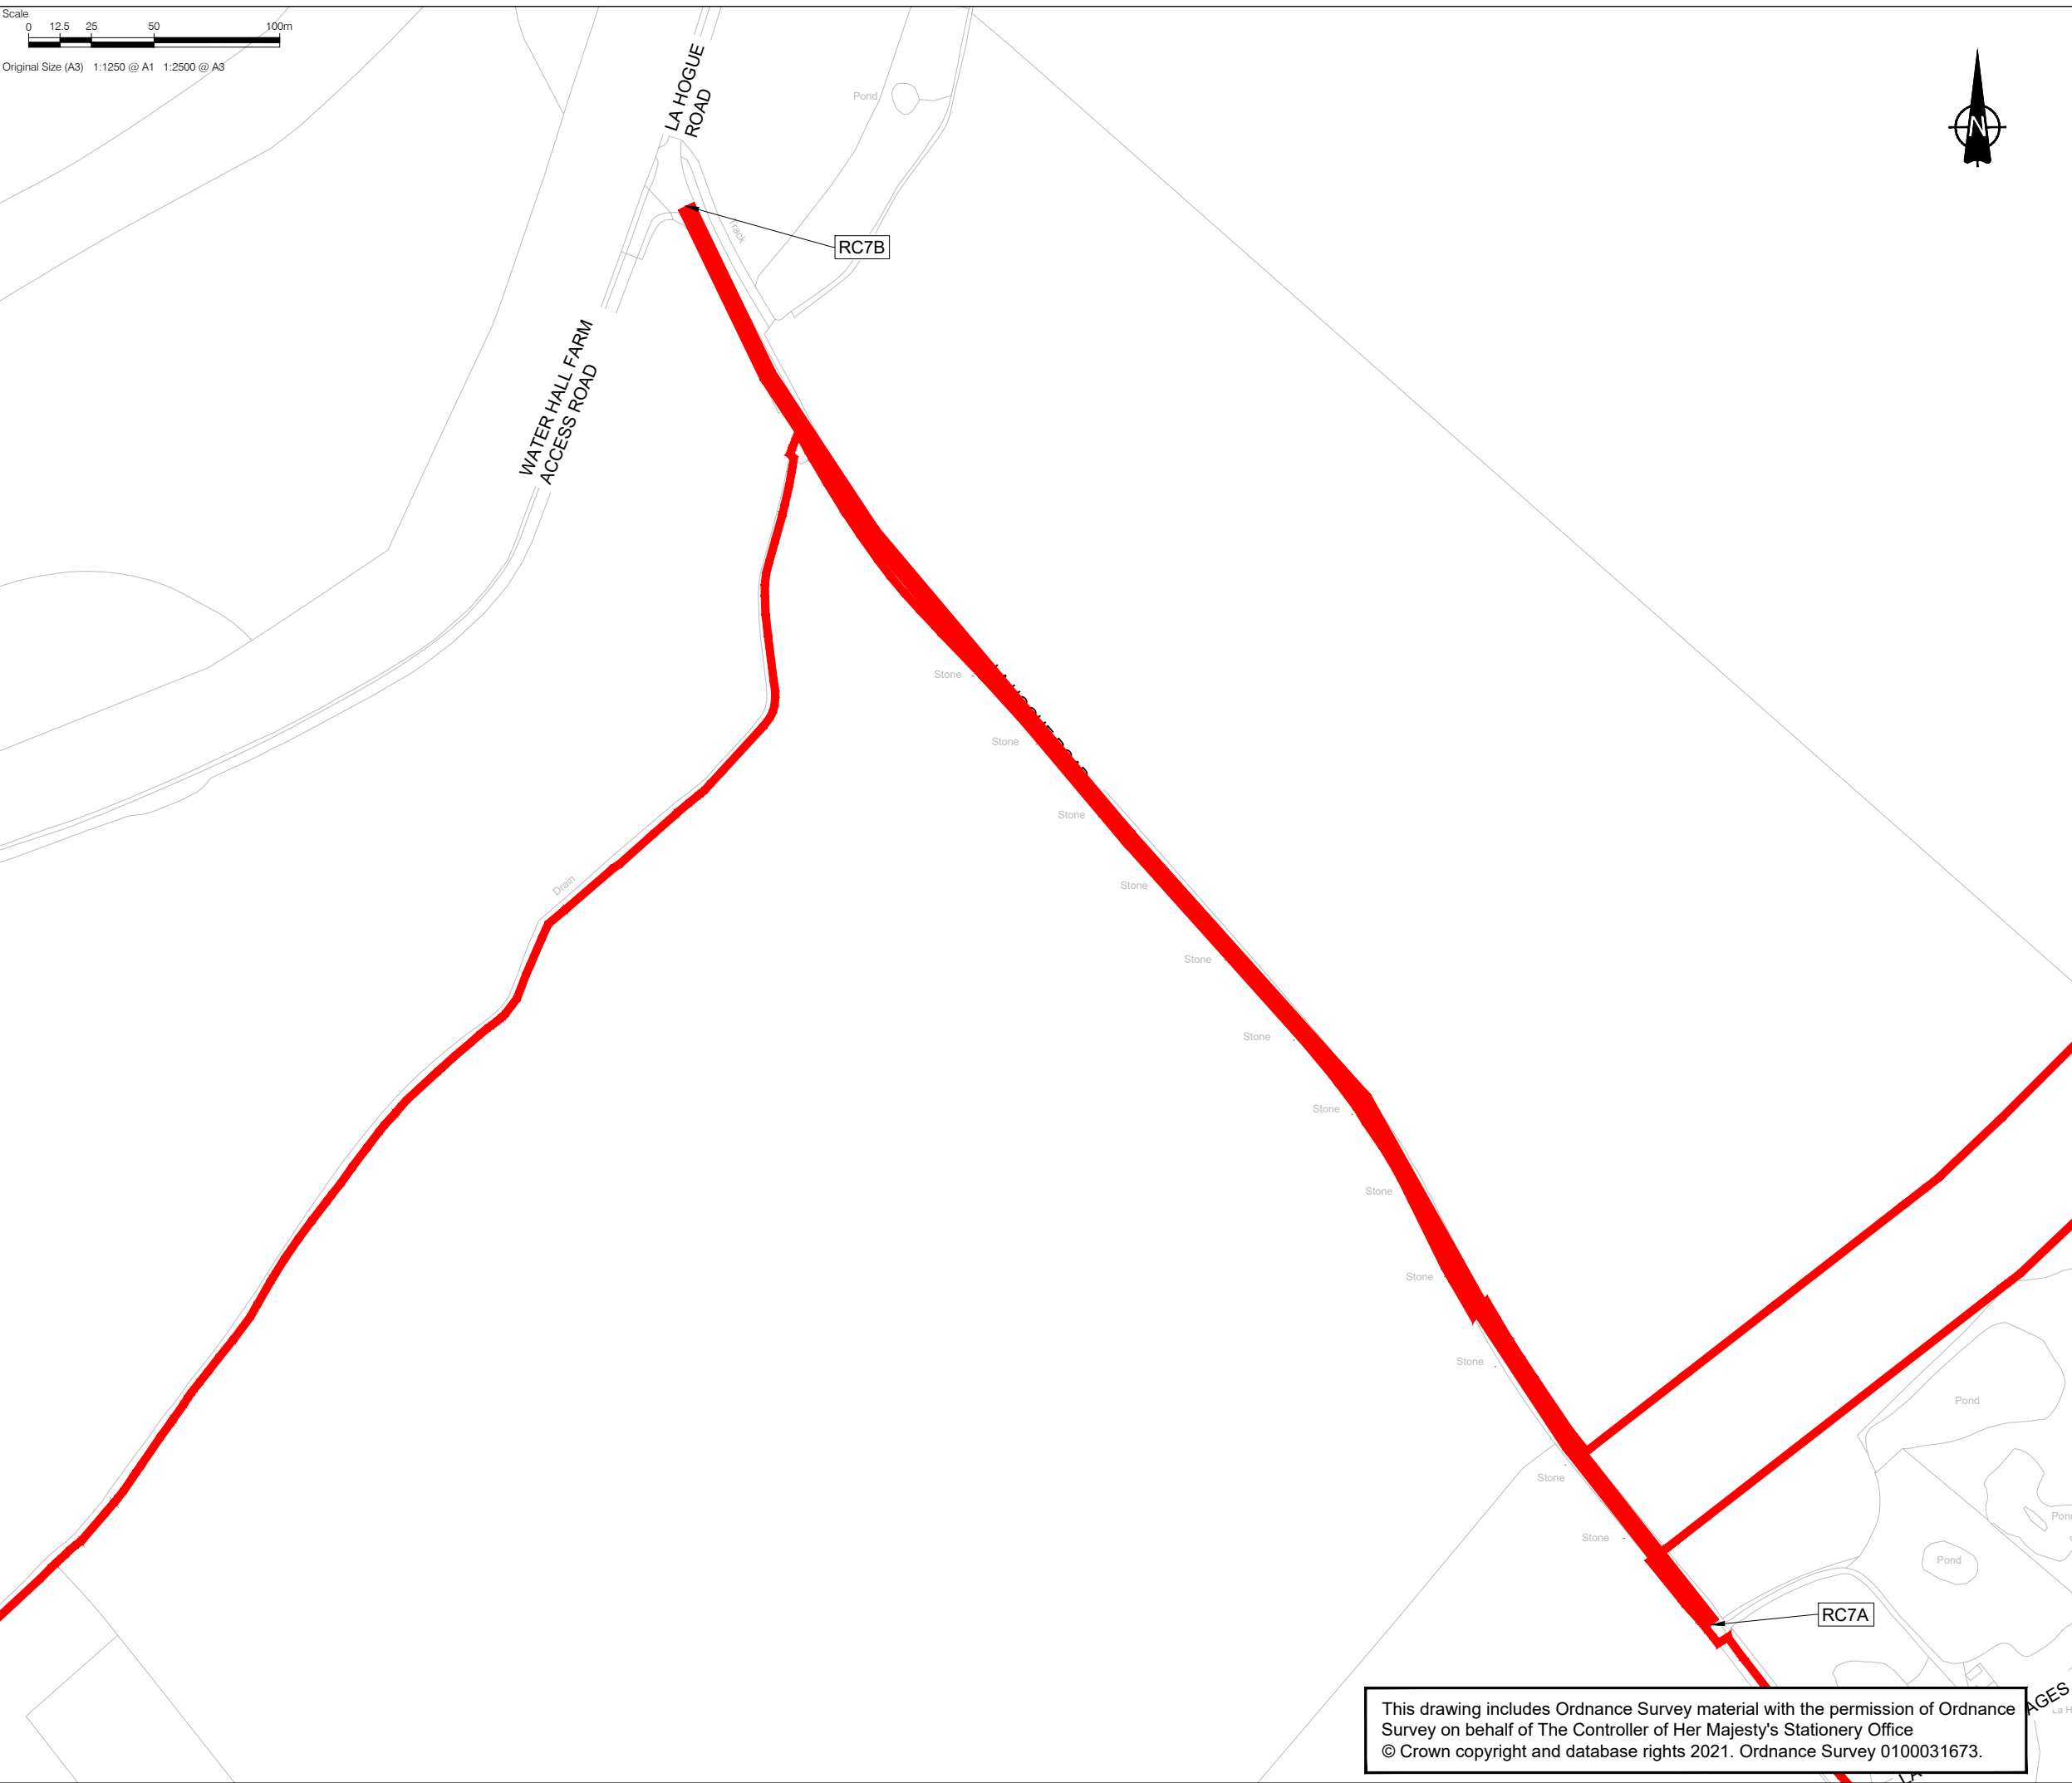 Scale
0 12.5 25 50 100m
Original Size (A3) 1:1250 @ A1 1:2500 @ A3
LA HOGUE
ROAD
Pond
N
Track
RC7B
WATER HALL FARM
ACCESS ROAD
Stone
Stone
Stone
Drain
Stone
Stone
Stone
Stone
Stone
Stone
Stone
Pond
Stone
Pond
Stone
Pond
RC7A
This drawing includes Ordnance Survey material with the permission of Ordnance
Survey on behalf of The Controller of Her Majesty's Stationery Office
© Crown copyright and database rights 2021. Ordnance Survey 0100031673.